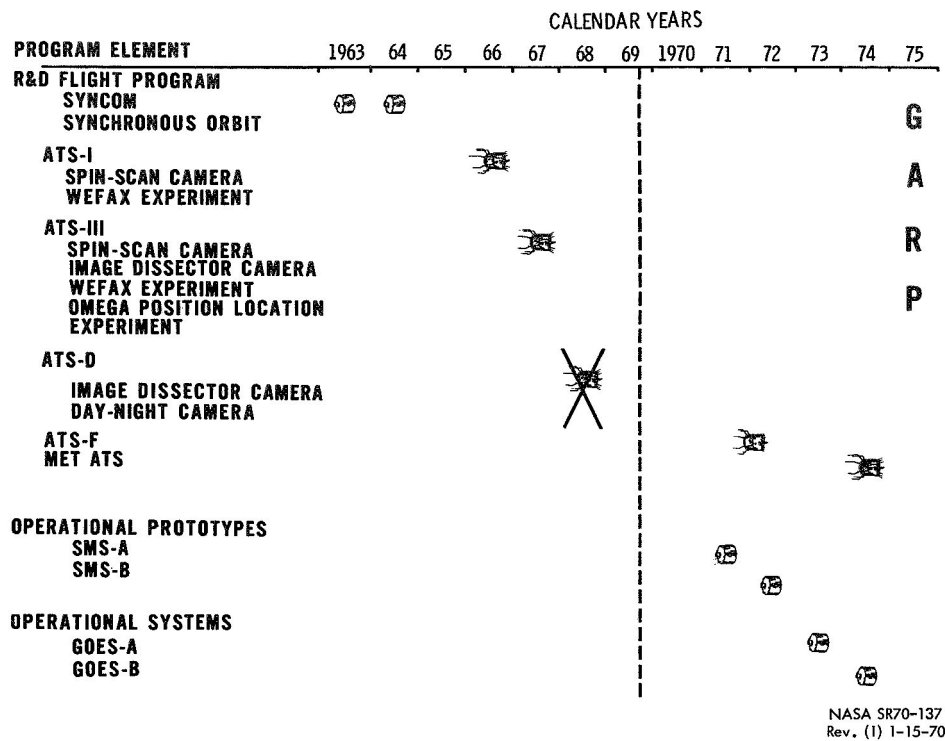 CALENDAR YEARS
PROGRAM ELEMENT 1963 64 65 66 67 68 69 1970 71 72 73 74 75
R&D FLIGHT PROGRAM
SYNCOM
SYNCHRONOUS ORBIT
G
ATS-I
SPIN-SCAN CAMERA
A
WEFAX EXPERIMENT
ATS-III
SPIN-SCAN CAMERA
R
IMAGE DISSECTOR CAMERA
WEFAX EXPERIMENT
P
OMEGA POSITION LOCATION
EXPERIMENT
ATS-D
IMAGE DISSECTOR CAMERA
DAY-NIGHT CAMERA
ATS-F
MET ATS
OPERATIONAL PROTOTYPES
SMS-A
SMS-B
OPERATIONAL SYSTEMS
GOES-A
GOES-B
NASA SR70-137
Rev. (1) 1-15-70